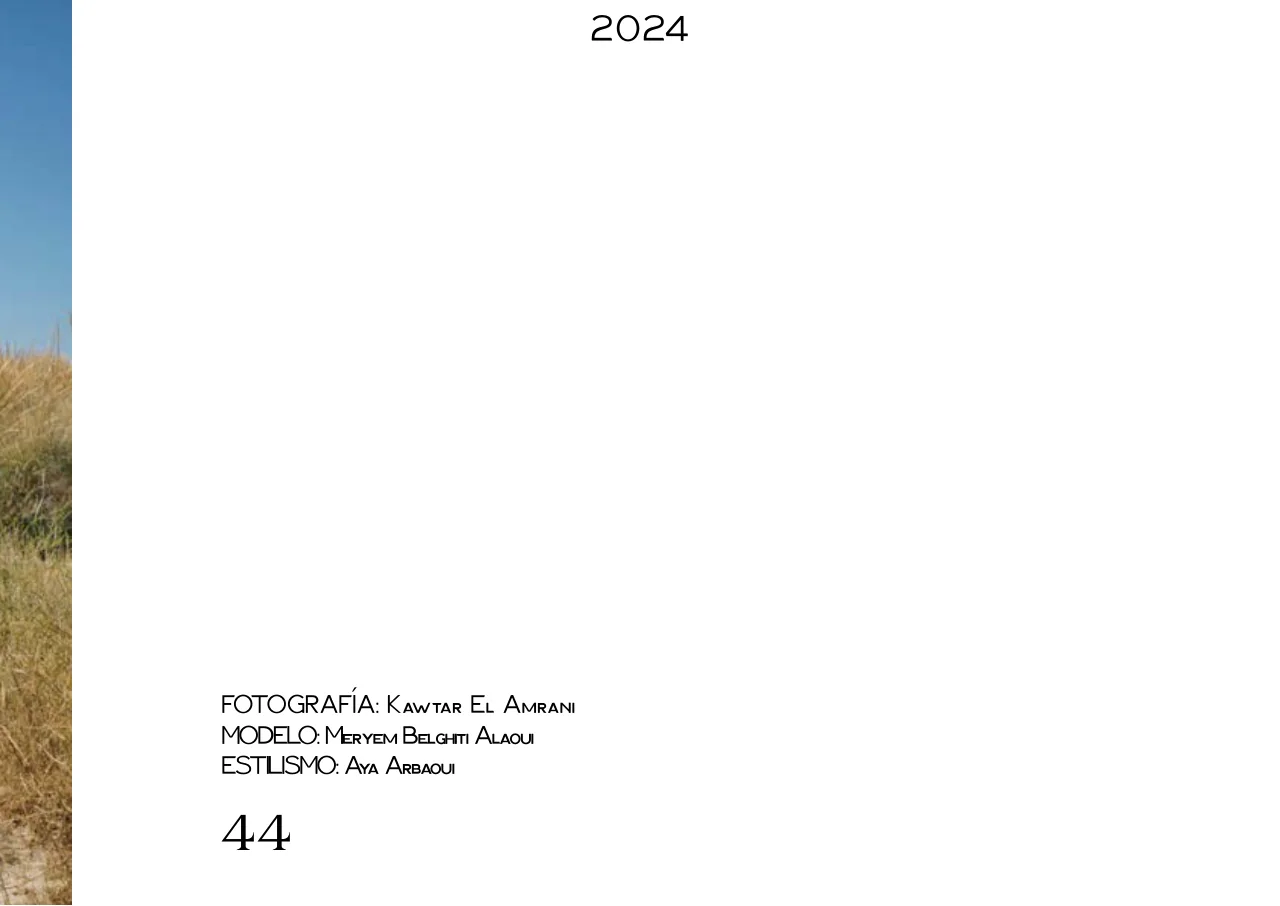 2024
FOTOGRAFÍA: Kawtar El Amrani
MODELO: Meryem Belghiti Alaoui
ESTILISMO: Aya Arbaoui
44